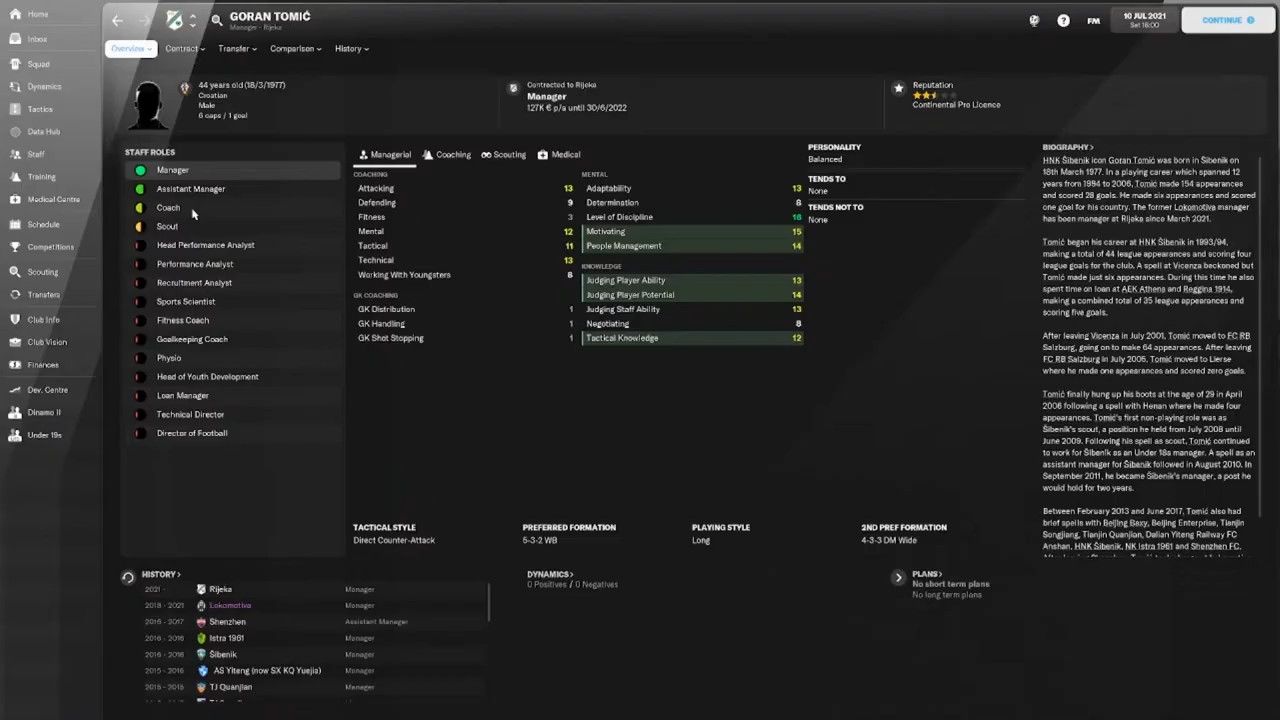 Home
Inbox
Squad
Dynamics
Tactics
Data Hub
Staff
Training
Medical Centre
Schedule
Competitions
Scouting
Transfers
Club Info
Club Vision
Finances
Dev. Centre
Dinamo II
Under 19s
GORAN TOMIĆ
Manager - Rijeka
FM
10 JUL 2021
Sat 16:00
CONTINUE
Overview
Contract
Transfer
Comparison
History
44 years old (18/3/1977)
Croatian
Male
6 caps / 1 goal
Contracted to Rijeka
Manager
127K € p/a until 30/6/2022
Reputation
Continental Pro Licence
STAFF ROLES
Manager
Assistant Manager
Coach
Scout
Head Performance Analyst
Performance Analyst
Recruitment Analyst
Sports Scientist
Fitness Coach
Goalkeeping Coach
Physio
Head of Youth Development
Loan Manager
Technical Director
Director of Football
Managerial
Coaching
Scouting
Medical
COACHING
Attacking 13
Defending 9
Fitness 3
Mental 12
Tactical 11
Technical 13
Working With Youngsters 8
GK COACHING
GK Distribution 1
GK Handling 1
GK Shot Stopping 1
MENTAL
Adaptability 13
Determination 8
Level of Discipline 16
Motivating 15
People Management 14
KNOWLEDGE
Judging Player Ability 13
Judging Player Potential 14
Judging Staff Ability 13
Negotiating 8
Tactical Knowledge 12
PERSONALITY
Balanced
TENDS TO
None
TENDS NOT TO
None
TACTICAL STYLE
Direct Counter-Attack
PREFERRED FORMATION
5-3-2 WB
PLAYING STYLE
Long
2ND PREF FORMATION
4-3-3 DM Wide
BIOGRAPHY >
HNK Šibenik icon Goran Tomić was born in Šibenik on
18th March 1977. In a playing career which spanned 12
years from 1994 to 2006, Tomić made 154 appearances
and scored 28 goals. He made six appearances and scored
one goal for his country. The former Lokomotiva manager
has been manager at Rijeka since March 2021.
Tomić began his career at HNK Šibenik in 1993/94,
making a total of 44 league appearances and scoring four
league goals for the club. A spell at Vicenza beckoned but
Tomić made just six appearances. During this time he also
spent time on loan at AEK Athens and Reggina 1914,
making a combined total of 35 league appearances and
scoring five goals.
After leaving Vicenza in July 2001, Tomić moved to FC RB
Salzburg, going on to make 64 appearances. After leaving
FC RB Salzburg in July 2005, Tomić moved to Lierse
where he made one appearances and scored zero goals.
Tomić finally hung up his boots at the age of 29 in April
2006 following a spell with Henan where he made four
appearances. Tomić's first non-playing role was as
Šibenik's scout, a position he held from July 2008 until
June 2009. Following his spell as scout, Tomić continued
to work for Šibenik as an Under 18s manager. A spell as an
assistant manager for Šibenik followed in August 2010. In
September 2011, he became Šibenik's manager, a post he
would hold for two years.
Between February 2013 and June 2017, Tomić also had
brief spells with Beijing Baxy, Beijing Enterprise, Tianjin
Songjiang, Tianjin Quanjian, Dalian Yiteng Railway FC
Anshan, HNK Šibenik, NK Istra 1961 and Shenzhen FC.
HISTORY >
2021 - Rijeka Manager
2018 - 2021 Lokomotiva Manager
2016 - 2017 Shenzhen Assistant Manager
2016 - 2016 Istra 1961 Manager
2016 - 2016 Šibenik Manager
2015 - 2016 AS Yiteng (now SX KQ Yuejia) Manager
2015 - 2015 TJ Quanjian Manager
DYNAMICS >
0 Positives / 0 Negatives
PLANS >
No short term plans
No long term plans